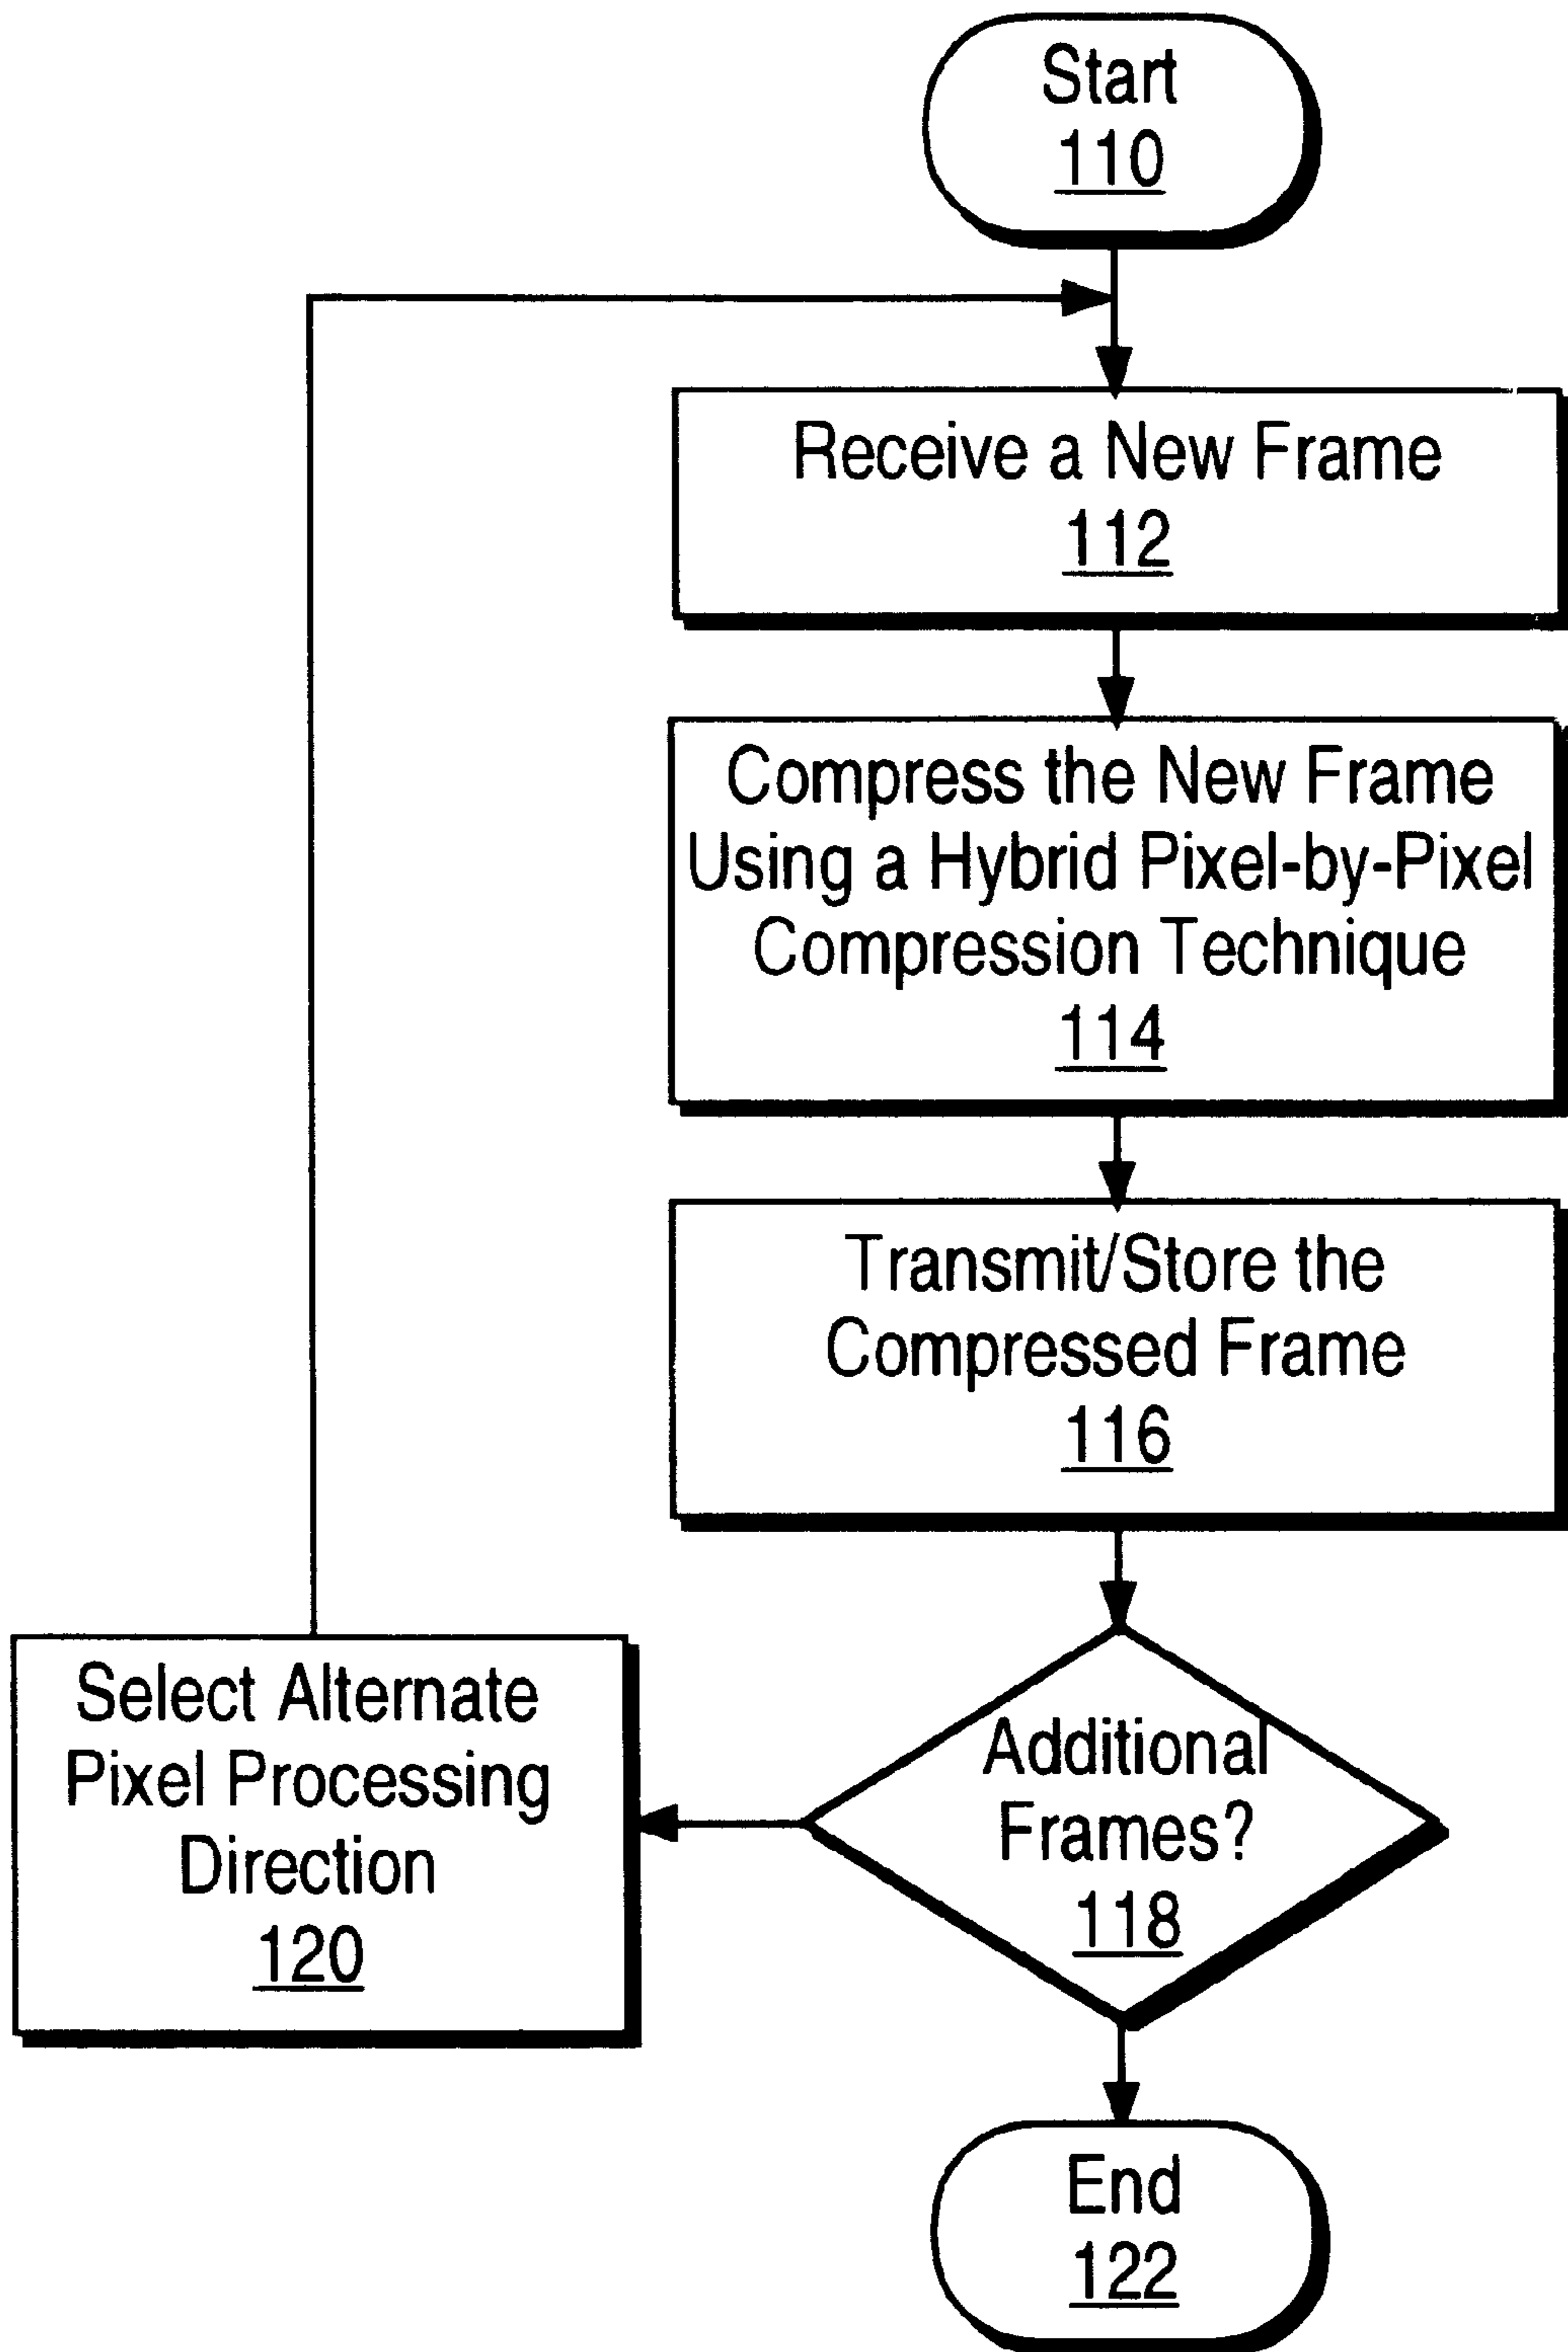 Start
110
Receive a New Frame
112
Compress the New Frame
Using a Hybrid Pixel-by-Pixel
Compression Technique
114
Transmit/Store the
Compressed Frame
116
Additional
Frames?
118
Select Alternate
Pixel Processing
Direction
120
End
122